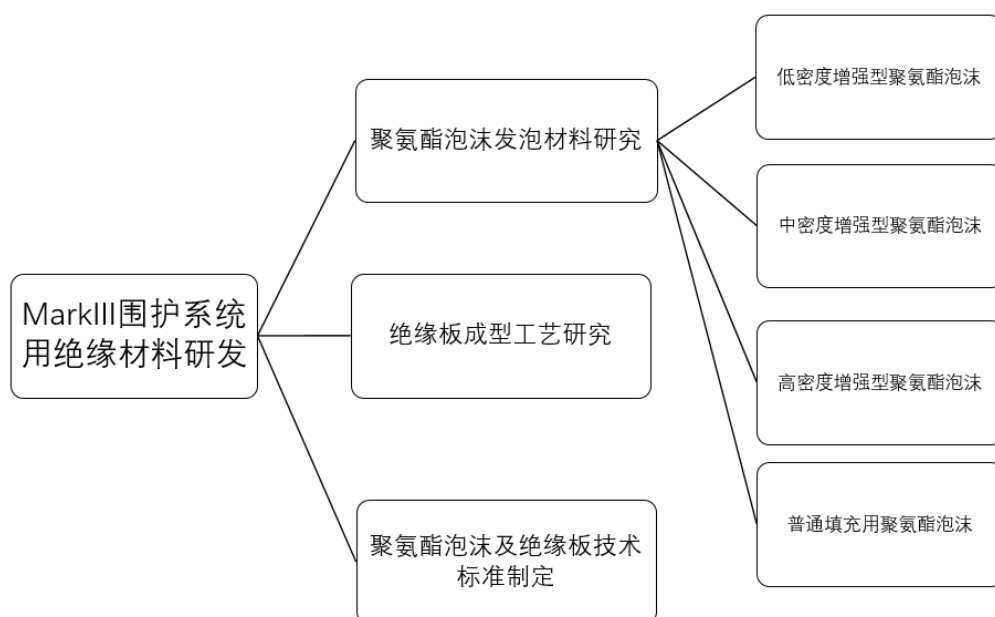 MarkIII围护系统
用绝缘材料研发
聚氨酯泡沫发泡材料研究
绝缘板成型工艺研究
聚氨酯泡沫及绝缘板技术
标准制定
低密度增强型聚氨酯泡沫
中密度增强型聚氨酯泡沫
高密度增强型聚氨酯泡沫
普通填充用聚氨酯泡沫